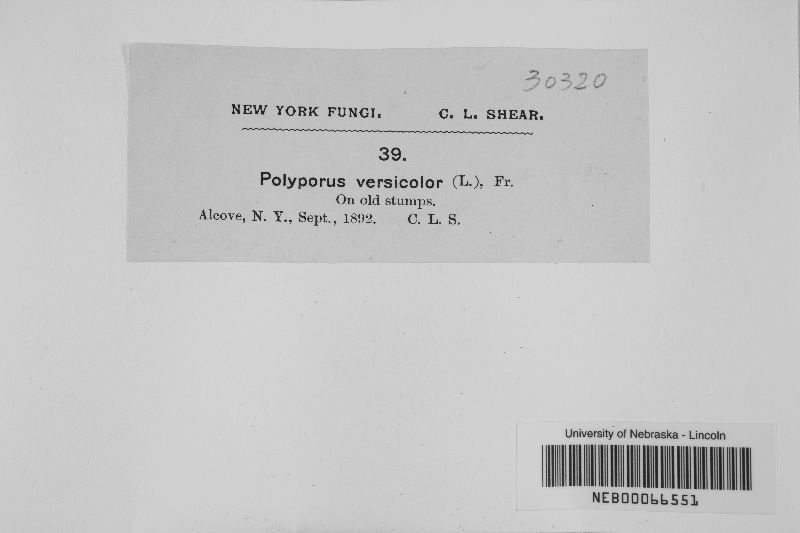 30320
NEW YORK FUNGI. C. L. SHEAR.
39.
Polyporus versicolor (L.), Fr.
On old stumps.
Alcove, N. Y., Sept., 1892. C. L. S.
University of Nebraska - Lincoln
NEB00066551